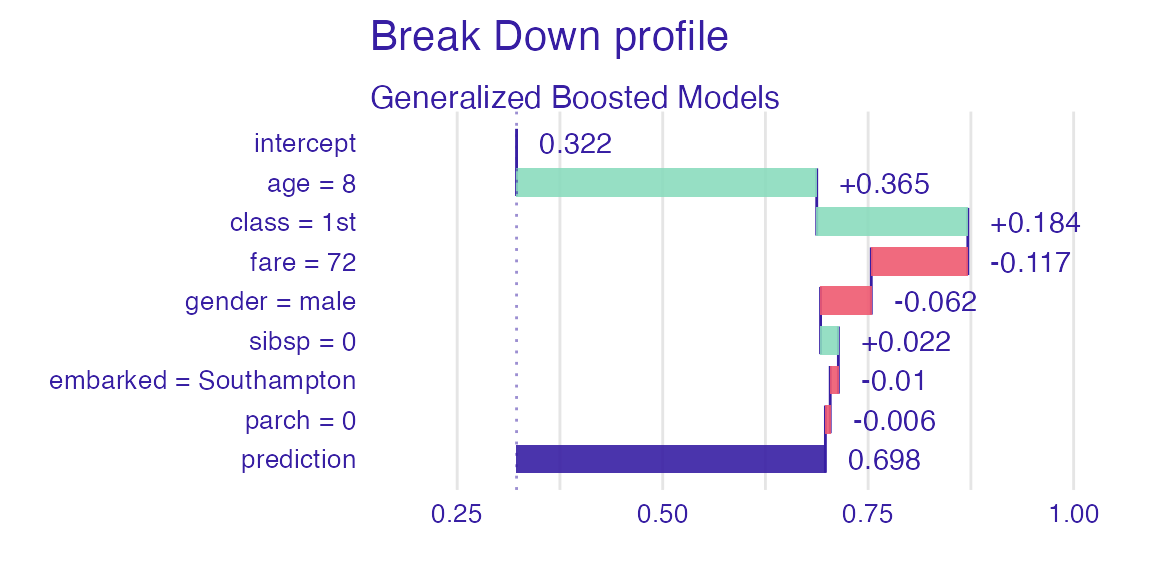 Break Down profile
Generalized Boosted Models
intercept 0.322
age = 8 +0.365
class = 1st +0.184
fare = 72 -0.117
gender = male -0.062
sibsp = 0 +0.022
embarked = Southampton -0.01
parch = 0 -0.006
prediction 0.698
0.25 0.50 0.75 1.00